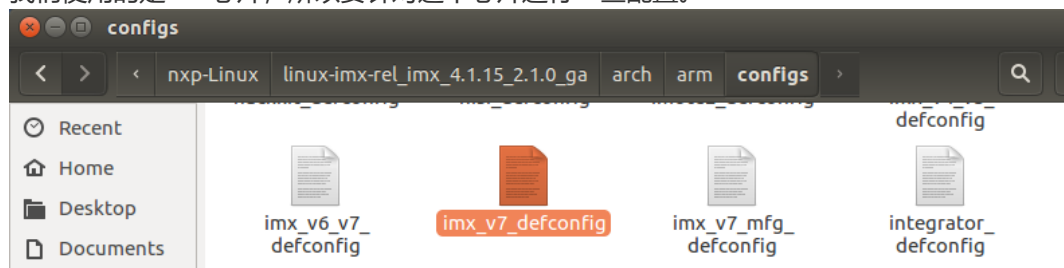 configs
nxp-Linux linux-imx-rel_imx_4.1.15_2.1.0_ga arch arm configs
defconfig
Recent
Home
Desktop
Documents
imx_v6_v7_
defconfig
imx_v7_defconfig
imx_v7_mfg_
defconfig
integrator_
defconfig